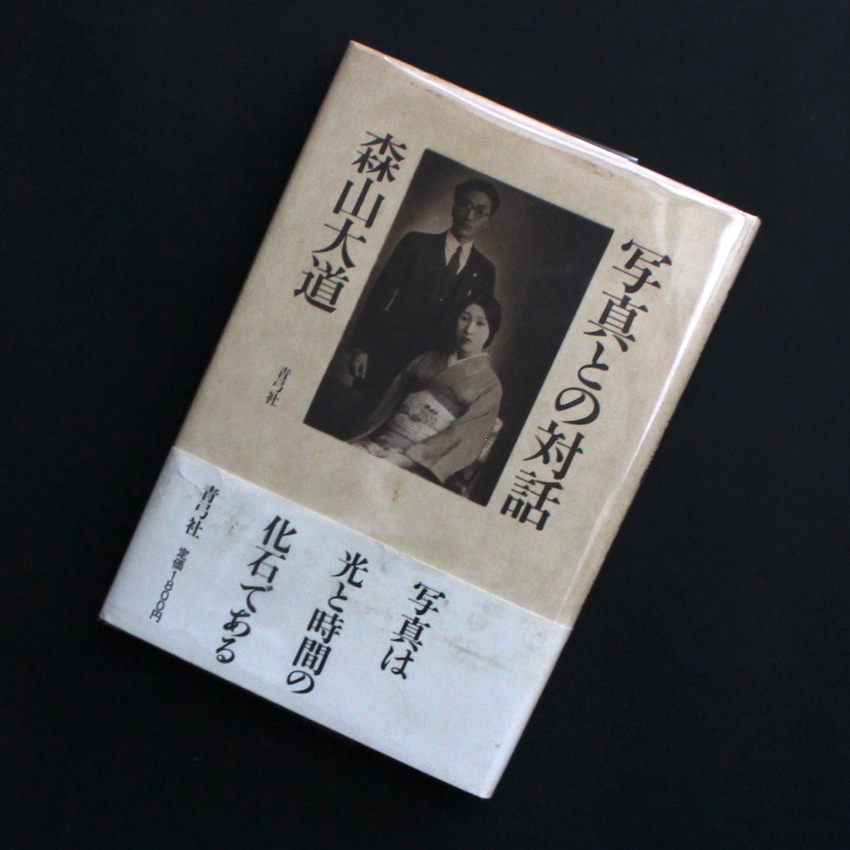 写真との対話
森山大道
青弓社
写真は
光と時間の
化石である
青弓社 定価1800円